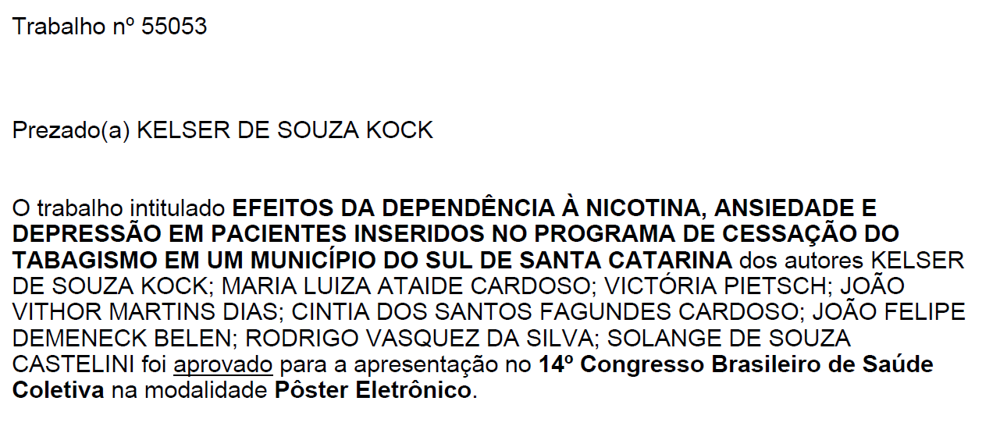 Trabalho nº 55053
Prezado(a) KELSER DE SOUZA KOCK
O trabalho intitulado EFEITOS DA DEPENDÊNCIA À NICOTINA, ANSIEDADE E
DEPRESSÃO EM PACIENTES INSERIDOS NO PROGRAMA DE CESSAÇÃO DO
TABAGISMO EM UM MUNICÍPIO DO SUL DE SANTA CATARINA dos autores KELSER
DE SOUZA KOCK; MARIA LUIZA ATAIDE CARDOSO; VICTÓRIA PIETSCH; JOÃO
VITHOR MARTINS DIAS; CINTIA DOS SANTOS FAGUNDES CARDOSO; JOÃO FELIPE
DEMENECK BELEN; RODRIGO VASQUEZ DA SILVA; SOLANGE DE SOUZA
CASTELINI foi aprovado para a apresentação no 14º Congresso Brasileiro de Saúde
Coletiva na modalidade Pôster Eletrônico.